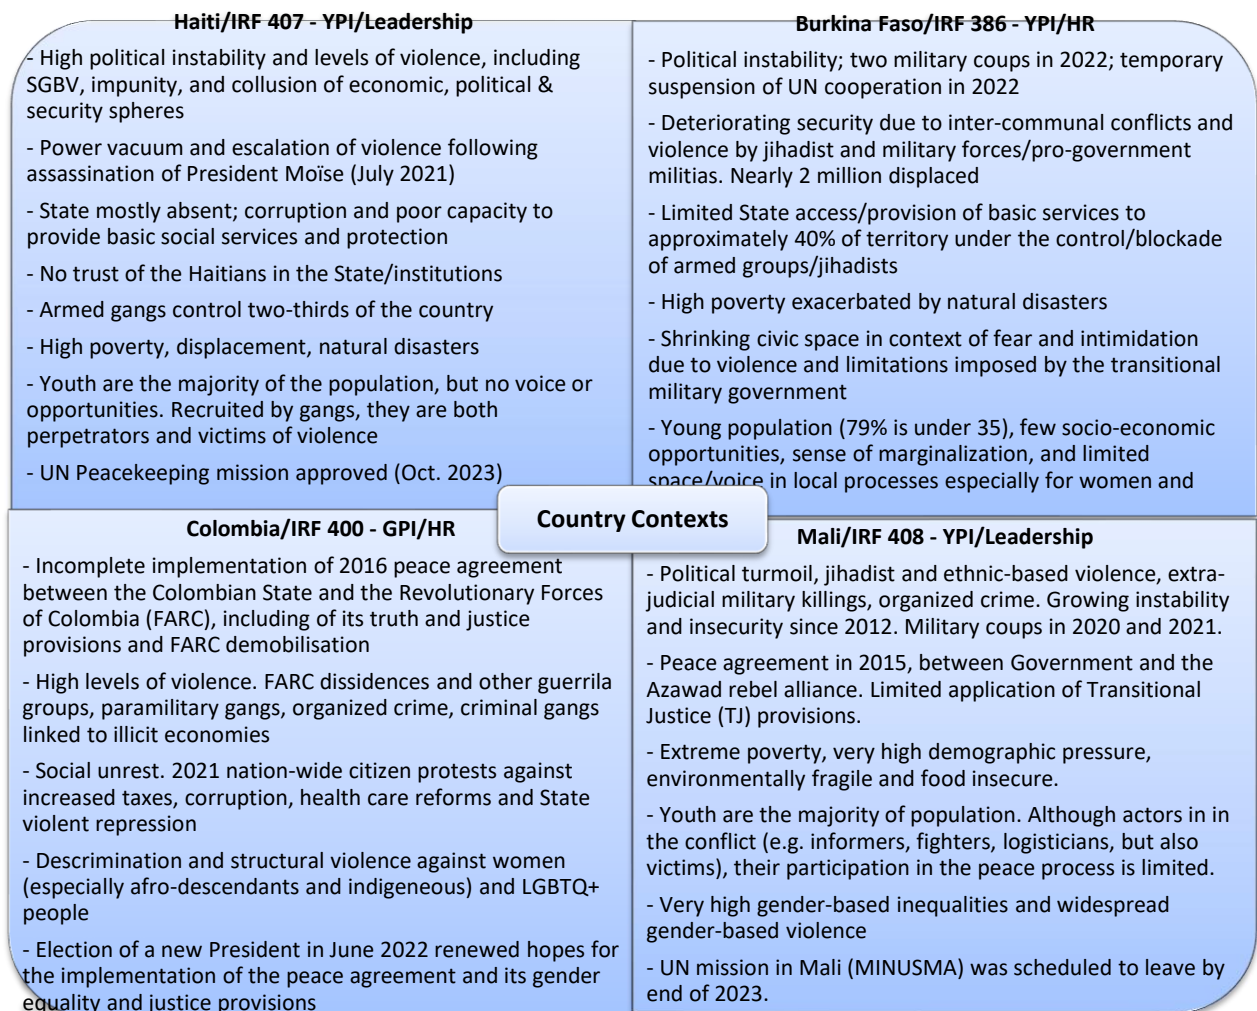 Haiti/IRF 407 - YPI/Leadership
- High political instability and levels of violence, including
SGBV, impunity, and collusion of economic, political &
security spheres
- Power vacuum and escalation of violence following
assassination of President Moïse (July 2021)
- State mostly absent; corruption and poor capacity to
provide basic social services and protection
- No trust of the Haitians in the State/institutions
- Armed gangs control two-thirds of the country
- High poverty, displacement, natural disasters
- Youth are the majority of the population, but no voice or
opportunities. Recruited by gangs, they are both
perpetrators and victims of violence
- UN Peacekeeping mission approved (Oct. 2023)
Burkina Faso/IRF 386 - YPI/HR
- Political instability; two military coups in 2022; temporary
suspension of UN cooperation in 2022
- Deteriorating security due to inter-communal conflicts and
violence by jihadist and military forces/pro-government
militias. Nearly 2 million displaced
- Limited State access/provision of basic services to
approximately 40% of territory under the control/blockade
of armed groups/jihadists
- High poverty exacerbated by natural disasters
- Shrinking civic space in context of fear and intimidation
due to violence and limitations imposed by the transitional
military government
- Young population (79% is under 35), few socio-economic
opportunities, sense of marginalization, and limited
space/voice in local processes especially for women and
Country Contexts
Colombia/IRF 400 - GPI/HR
- Incomplete implementation of 2016 peace agreement
between the Colombian State and the Revolutionary Forces
of Colombia (FARC), including of its truth and justice
provisions and FARC demobilisation
- High levels of violence. FARC dissidences and other guerrila
groups, paramilitary gangs, organized crime, criminal gangs
linked to illicit economies
- Social unrest. 2021 nation-wide citizen protests against
increased taxes, corruption, health care reforms and State
violent repression
- Descrimination and structural violence against women
(especially afro-descendants and indigeneous) and LGBTQ+
people
- Election of a new President in June 2022 renewed hopes for
the implementation of the peace agreement and its gender
equality and justice provisions
Mali/IRF 408 - YPI/Leadership
- Political turmoil, jihadist and ethnic-based violence, extra-
judicial military killings, organized crime. Growing instability
and insecurity since 2012. Military coups in 2020 and 2021.
- Peace agreement in 2015, between Government and the
Azawad rebel alliance. Limited application of Transitional
Justice (TJ) provisions.
- Extreme poverty, very high demographic pressure,
environmentally fragile and food insecure.
- Youth are the majority of population. Although actors in in
the conflict (e.g. informers, fighters, logisticians, but also
victims), their participation in the peace process is limited.
- Very high gender-based inequalities and widespread
gender-based violence
- UN mission in Mali (MINUSMA) was scheduled to leave by
end of 2023.